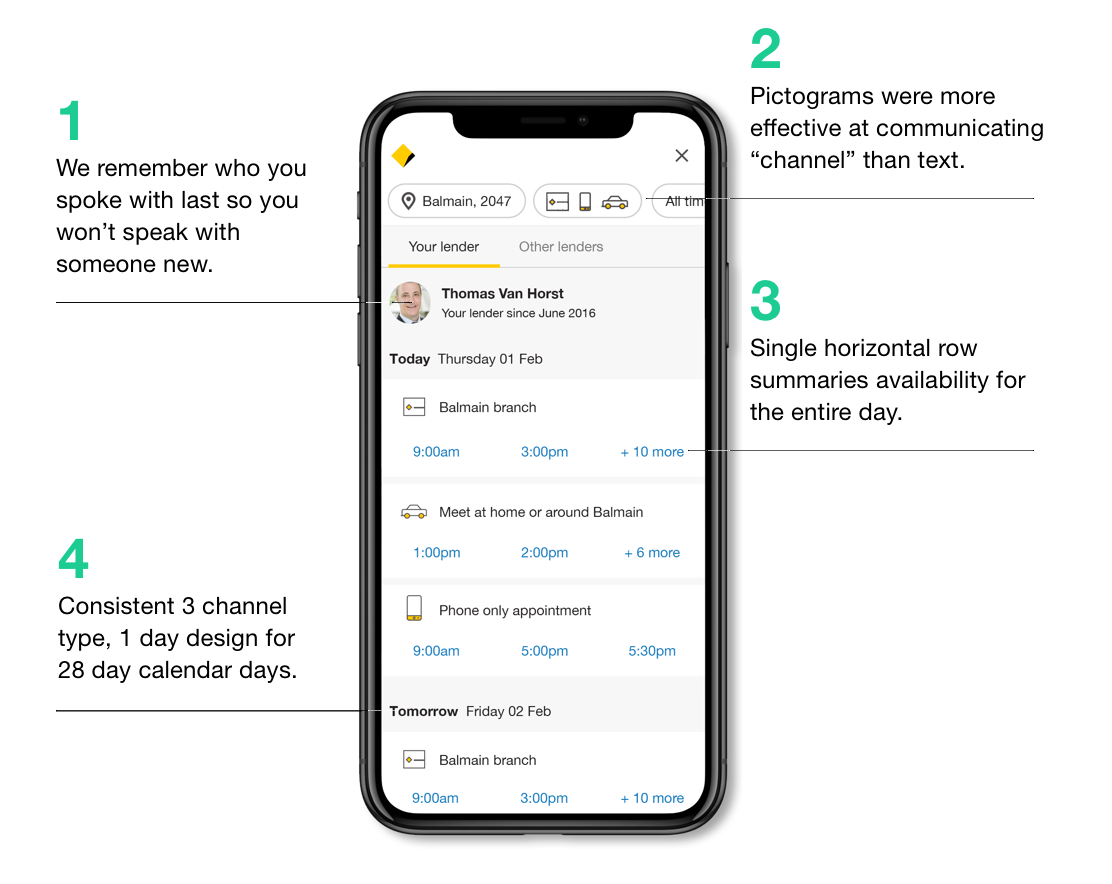 1
We remember who you
spoke with last so you
won’t speak with
someone new.
2
Pictograms were more
effective at communicating
“channel” than text.
3
Single horizontal row
summaries availability for
the entire day.
4
Consistent 3 channel
type, 1 day design for
28 day calendar days.
Balmain, 2047
All tim
Your lender Other lenders
Thomas Van Horst
Your lender since June 2016
Today Thursday 01 Feb
Balmain branch
9:00am 3:00pm + 10 more
Meet at home or around Balmain
1:00pm 2:00pm + 6 more
Phone only appointment
9:00am 5:00pm 5:30pm
Tomorrow Friday 02 Feb
Balmain branch
9:00am 3:00pm + 10 more